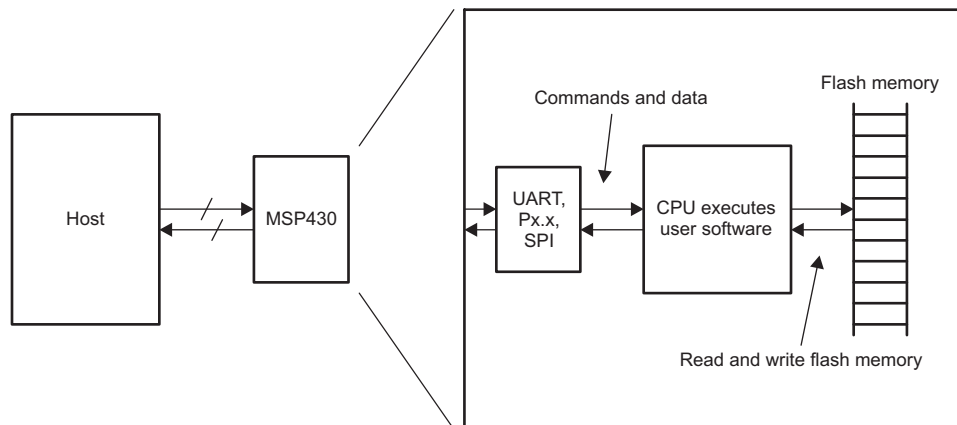 Flash memory
Commands and data
Host
MSP430
UART,
Px.x,
SPI
CPU executes
user software
Read and write flash memory